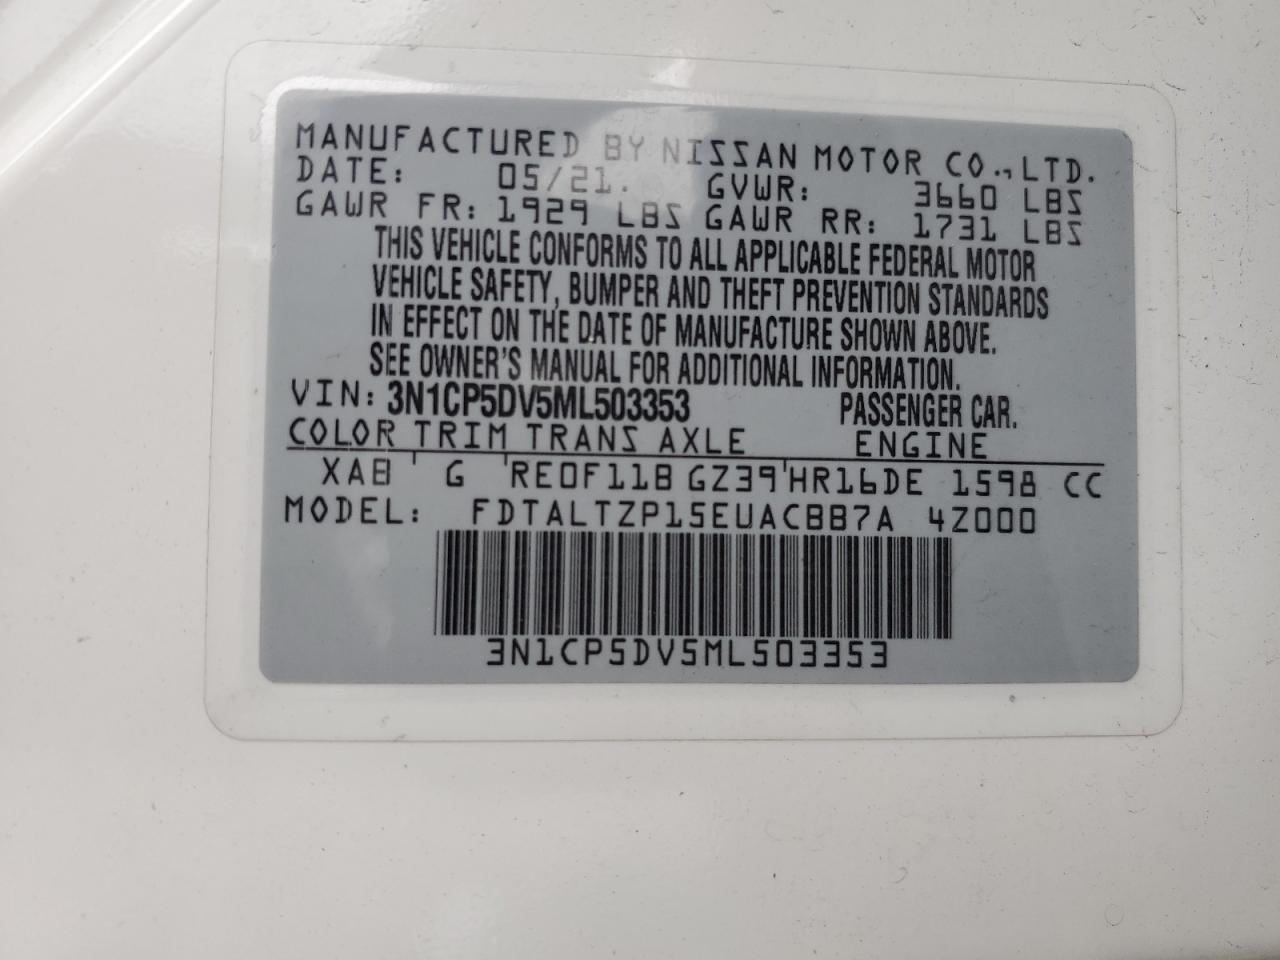 MANUFACTURED BY NISSAN MOTOR CO.,LTD.
DATE: 05/21. GVWR: 3660 LBS
GAWR FR: 1929 LBS GAWR RR: 1731 LBS
THIS VEHICLE CONFORMS TO ALL APPLICABLE FEDERAL MOTOR
VEHICLE SAFETY, BUMPER AND THEFT PREVENTION STANDARDS
IN EFFECT ON THE DATE OF MANUFACTURE SHOWN ABOVE.
SEE OWNER'S MANUAL FOR ADDITIONAL INFORMATION.
VIN: 3N1CP5DV5ML503353 PASSENGER CAR.
COLOR TRIM TRANS AXLE ENGINE
XAB G RE0F11B GZ39 HR16DE 1598 CC
MODEL: FDTALTZP15EUACBB7A 4Z000
3N1CP5DV5ML503353